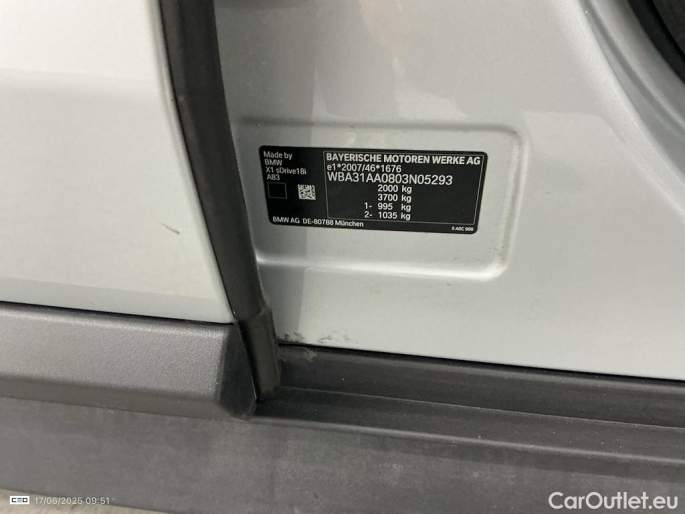 Made by
BMW
X1 sDrive18i
A83
BAYERISCHE MOTOREN WERKE AG
e1*2007/46*1676
WBA31AA0803N05293
2000 kg
3700 kg
1- 995 kg
2- 1035 kg
BMW AG DE-80788 München
17/06/2025 09:51
CarOutlet.eu